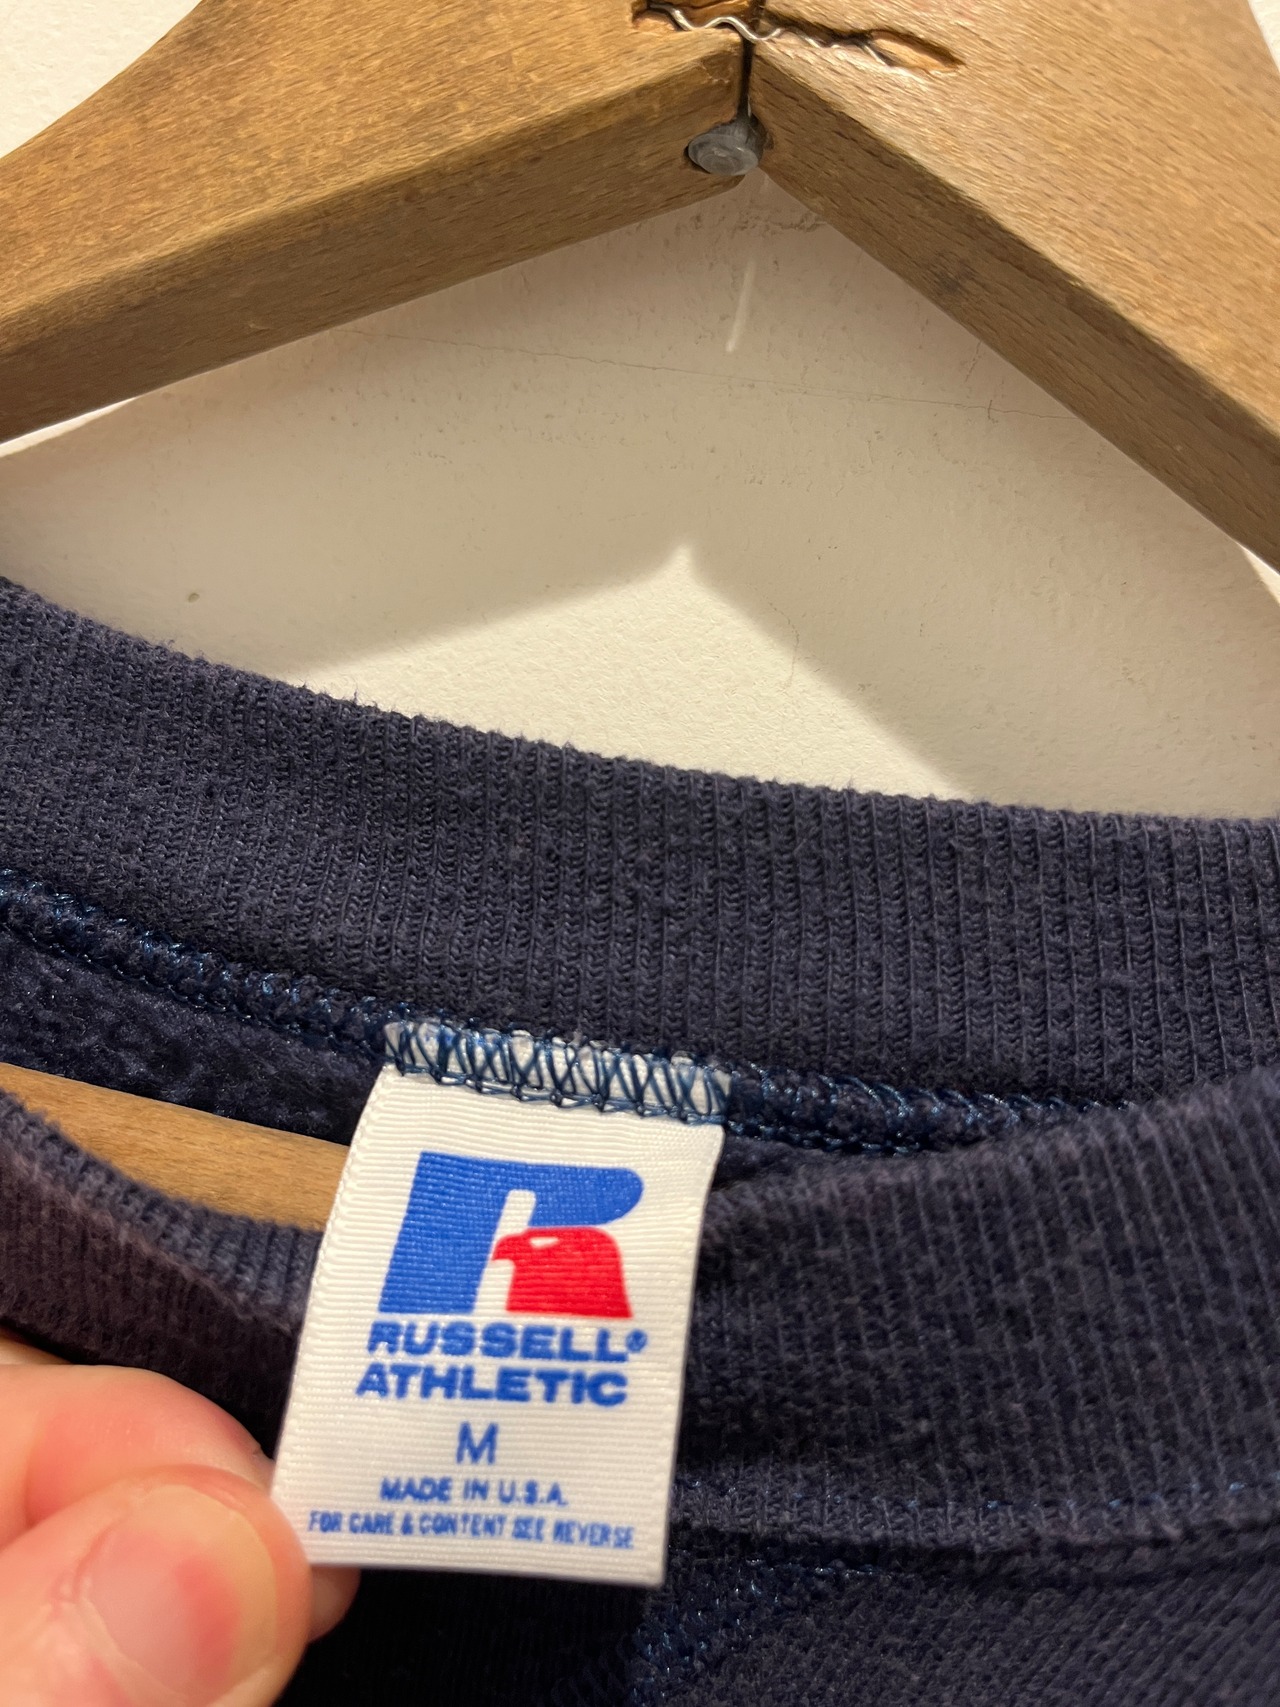 RUSSELL®
ATHLETIC
M
MADE IN U.S.A.
FOR CARE & CONTENT SEE REVERSE